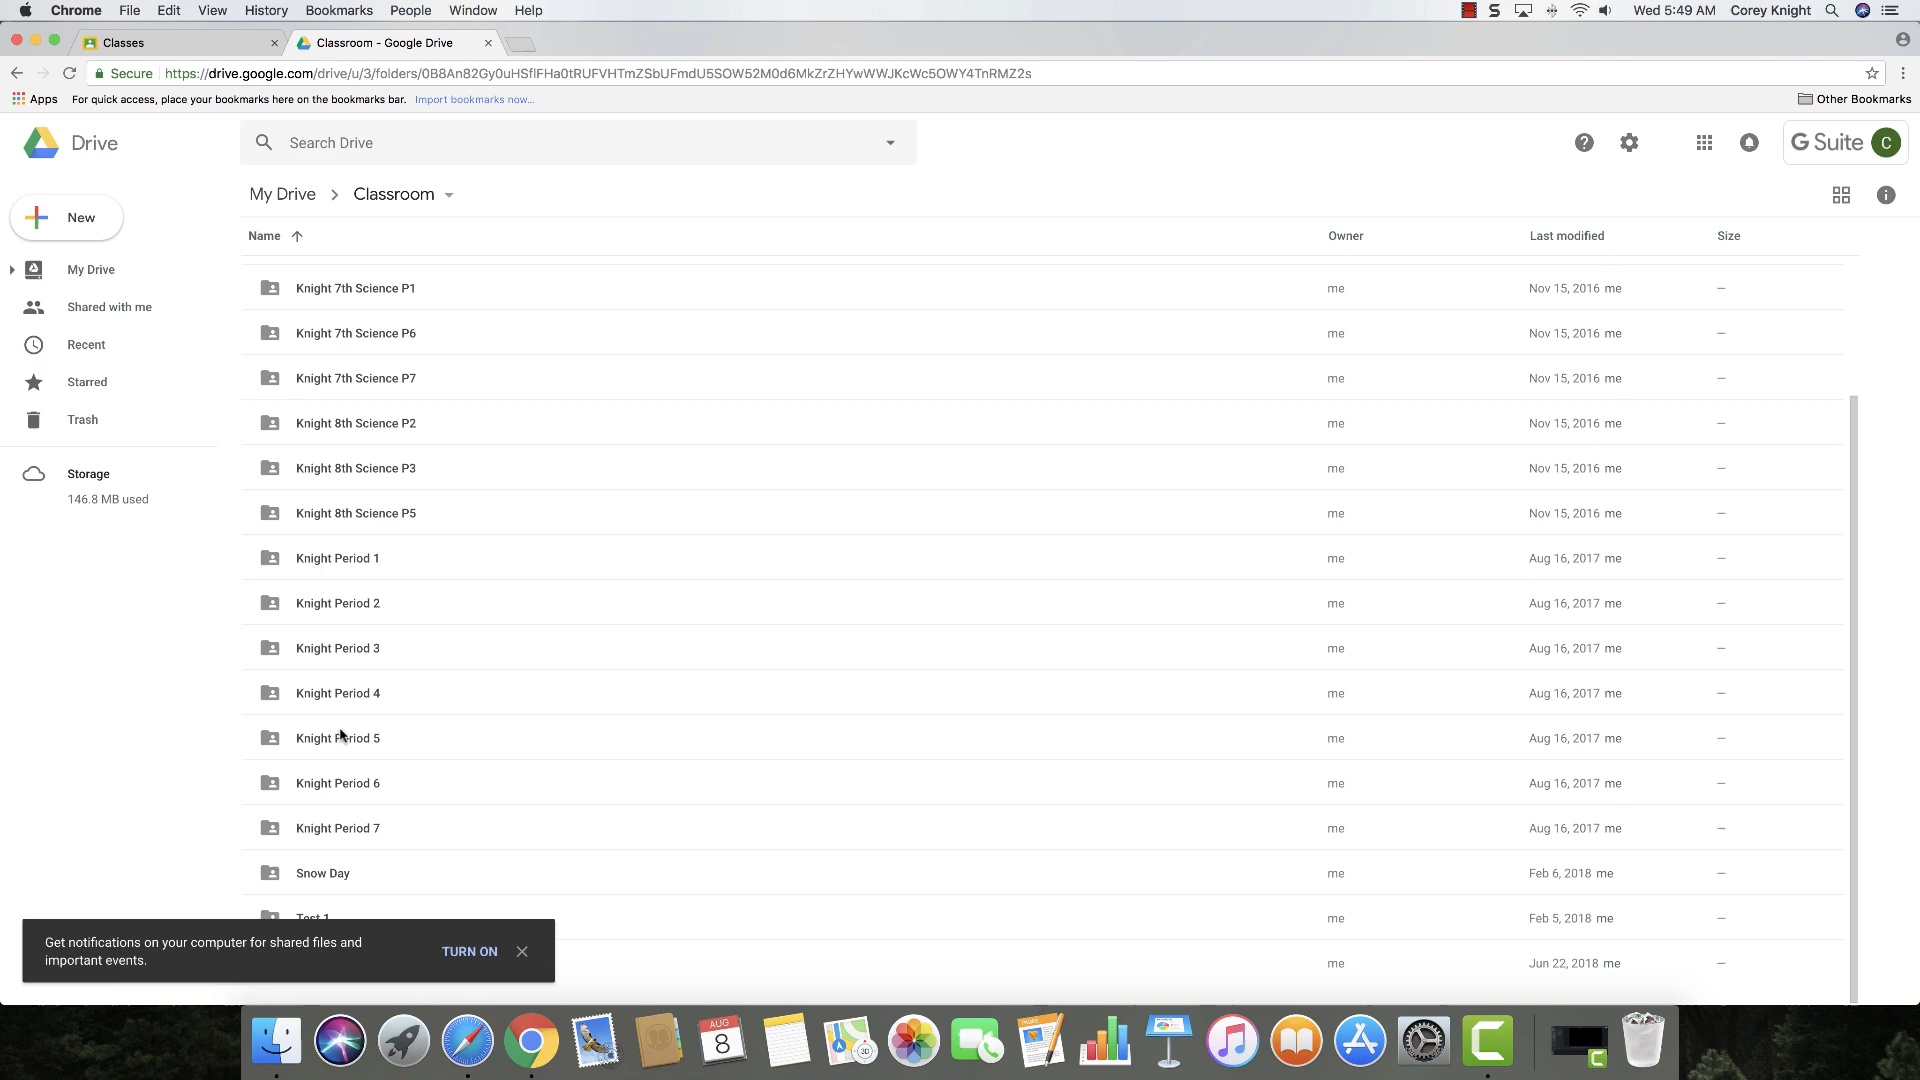 Chrome File Edit View History Bookmarks People Window Help
Wed 5:49 AM Corey Knight
Classes
Classroom - Google Drive
Secure https://drive.google.com/drive/u/3/folders/0B8An82Gy0uHSflFHa0tRUFVHTmZSbUFmdU5SOW52M0d6MkZrZHYwWWJKcWc5OWY4TnRMZ2s
Apps For quick access, place your bookmarks here on the bookmarks bar. Import bookmarks now... Other Bookmarks
Drive
Search Drive
G Suite C
My Drive > Classroom
New
My Drive
Shared with me
Recent
Starred
Trash
Storage
146.8 MB used
Name Owner Last modified Size
Knight 7th Science P1 me Nov 15, 2016 me –
Knight 7th Science P6 me Nov 15, 2016 me –
Knight 7th Science P7 me Nov 15, 2016 me –
Knight 8th Science P2 me Nov 15, 2016 me –
Knight 8th Science P3 me Nov 15, 2016 me –
Knight 8th Science P5 me Nov 15, 2016 me –
Knight Period 1 me Aug 16, 2017 me –
Knight Period 2 me Aug 16, 2017 me –
Knight Period 3 me Aug 16, 2017 me –
Knight Period 4 me Aug 16, 2017 me –
Knight Period 5 me Aug 16, 2017 me –
Knight Period 6 me Aug 16, 2017 me –
Knight Period 7 me Aug 16, 2017 me –
Snow Day me Feb 6, 2018 me –
Test 1 me Feb 5, 2018 me –
me Jun 22, 2018 me –
Get notifications on your computer for shared files and
important events.
TURN ON
AUG
8
3D